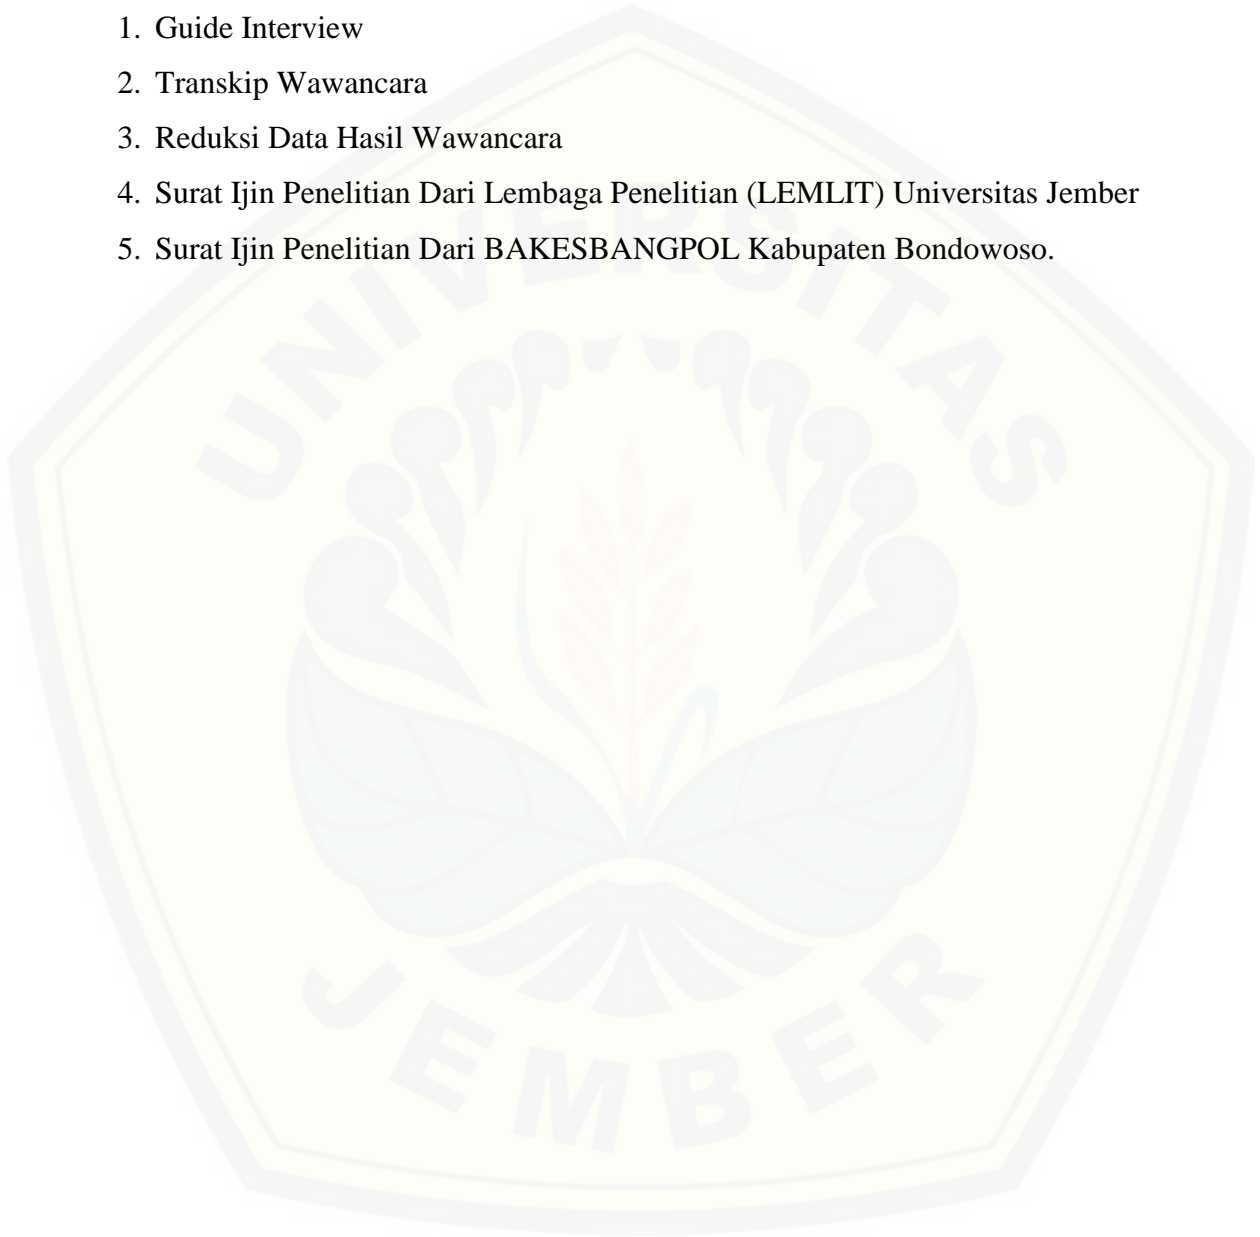 1. Guide Interview
2. Transkip Wawancara
3. Reduksi Data Hasil Wawancara
4. Surat Ijin Penelitian Dari Lembaga Penelitian (LEMLIT) Universitas Jember
5. Surat Ijin Penelitian Dari BAKESBANGPOL Kabupaten Bondowoso.
UNIVERSITAS
JEMBER